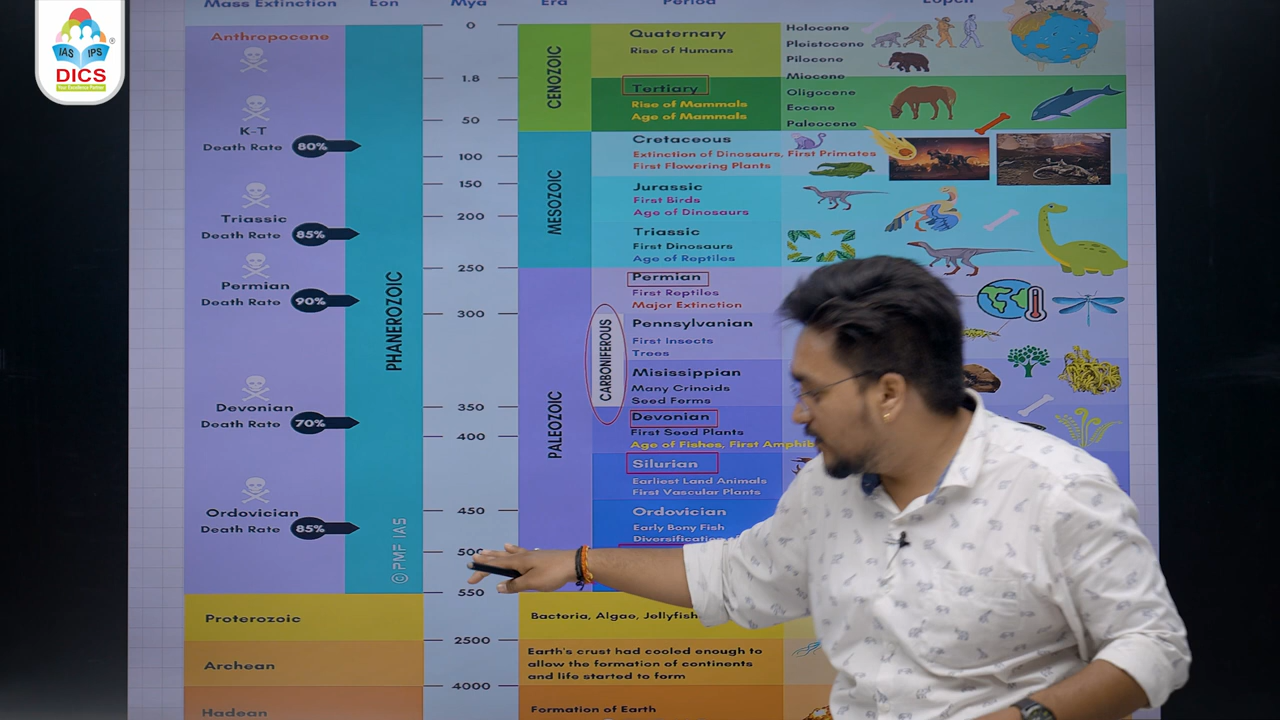 IAS IPS
DICS
Your Excellence Partner
Mass Extinction
Eon
Mya
Era
Period
Anthropocene
K-T
Death Rate 80%
Triassic
Death Rate 85%
Permian
Death Rate 90%
Devonian
Death Rate 70%
Ordovician
Death Rate 85%
PHANEROZOIC
© PMF IAS
0
1.8
50
100
150
200
250
300
350
400
450
500
550
2500
4000
CENOZOIC
MESOZOIC
PALEOZOIC
CARBONIFEROUS
Quaternary
Rise of Humans
Tertiary
Rise of Mammals
Age of Mammals
Cretaceous
Extinction of Dinosaurs, First Primates
First Flowering Plants
Jurassic
First Birds
Age of Dinosaurs
Triassic
First Dinosaurs
Age of Reptiles
Permian
First Reptiles
Major Extinction
Pennsylvanian
First Insects
Trees
Misissippian
Many Crinoids
Seed Ferms
Devonian
First Seed Plants
Age of Fishes, First Amphib
Silurian
Earliest Land Animals
First Vascular Plants
Ordovician
Early Bony Fish
Diversification
Holocene
Pleistocene
Pilocene
Miocene
Oligocene
Eocene
Paleocene
Proterozoic
Bacteria, Algae, Jellyfish
Archean
Earth's crust had cooled enough to
allow the formation of continents
and life started to form
Hadean
Formation of Earth